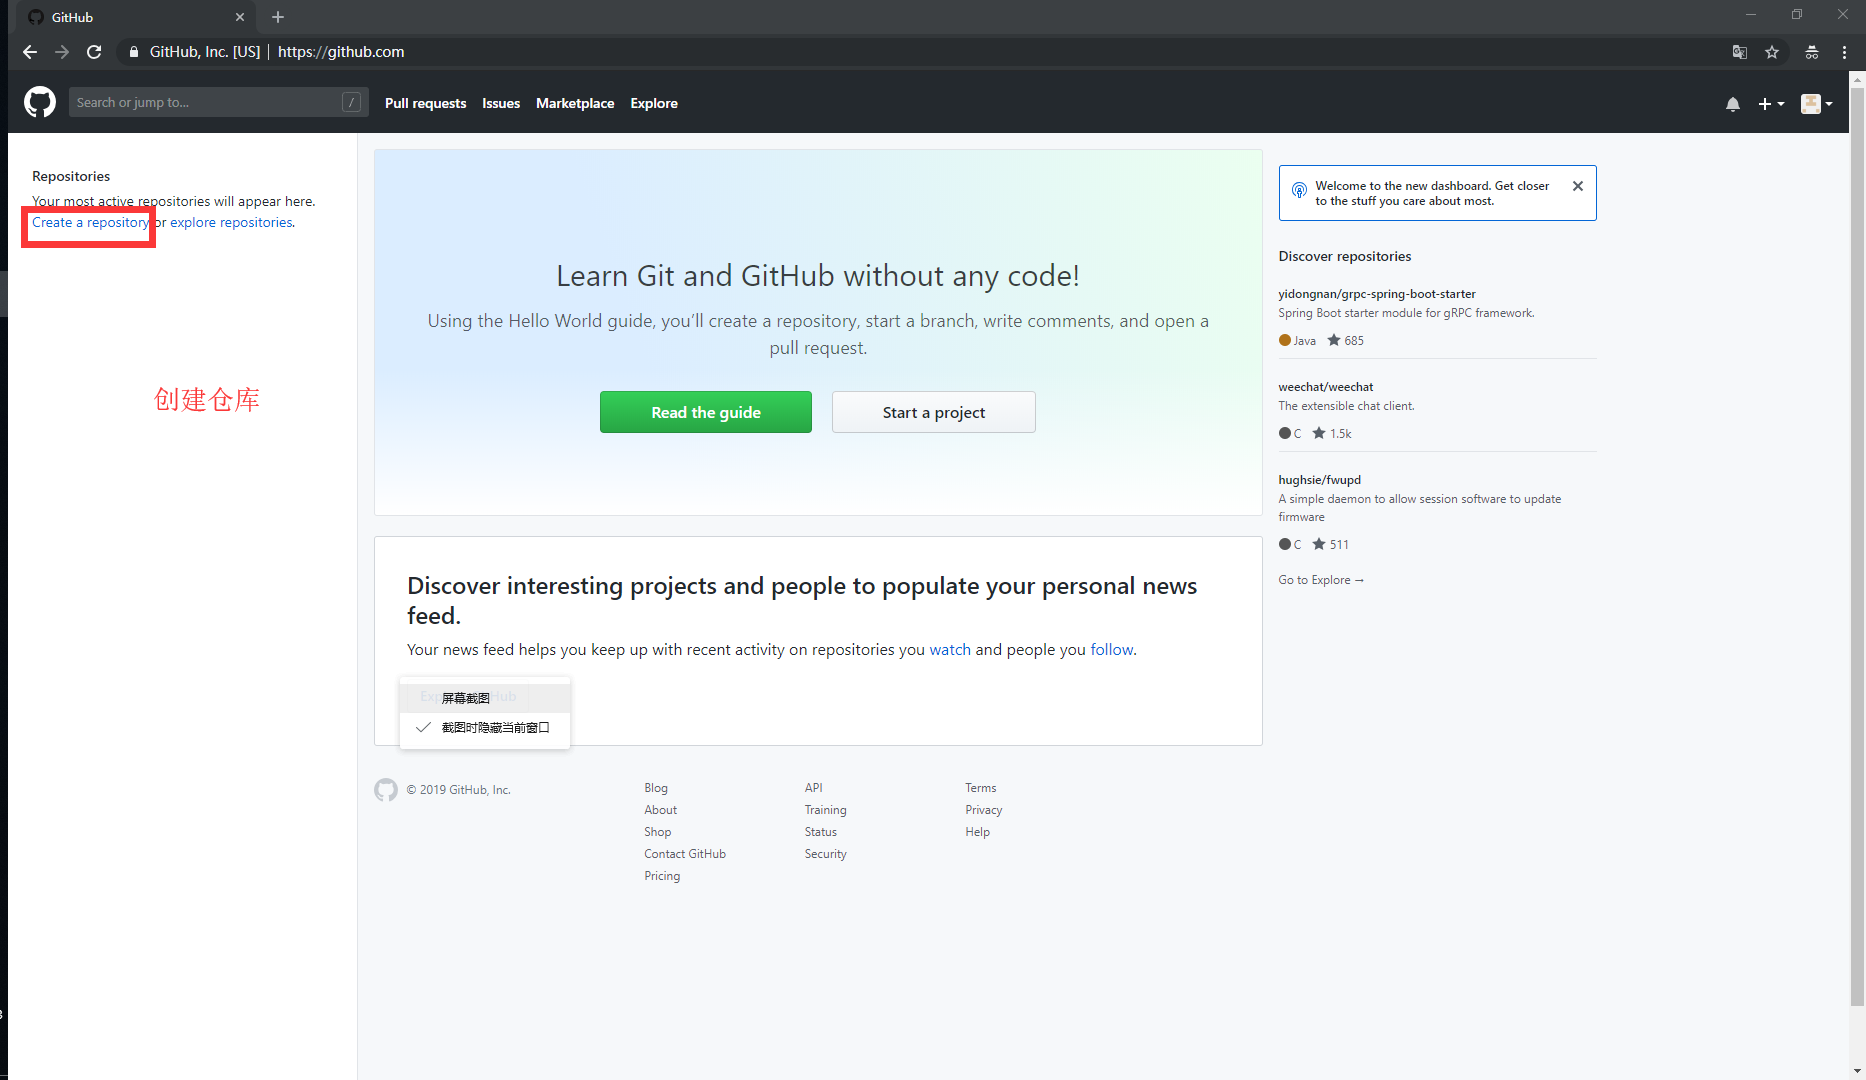 GitHub
GitHub, Inc. [US] | https://github.com
Search or jump to... /
Pull requests Issues Marketplace Explore
Repositories
Your most active repositories will appear here.
Create a repository or explore repositories.
创建仓库
Learn Git and GitHub without any code!
Using the Hello World guide, you’ll create a repository, start a branch, write comments, and open a
pull request.
Read the guide
Start a project
Discover interesting projects and people to populate your personal news
feed.
Your news feed helps you keep up with recent activity on repositories you watch and people you follow.
屏幕截图
截图时隐藏当前窗口
Welcome to the new dashboard. Get closer
to the stuff you care about most.
Discover repositories
yidongnan/grpc-spring-boot-starter
Spring Boot starter module for gRPC framework.
Java 685
weechat/weechat
The extensible chat client.
C 1.5k
hughsie/fwupd
A simple daemon to allow session software to update
firmware
C 511
Go to Explore →
© 2019 GitHub, Inc.
Blog
About
Shop
Contact GitHub
Pricing
API
Training
Status
Security
Terms
Privacy
Help